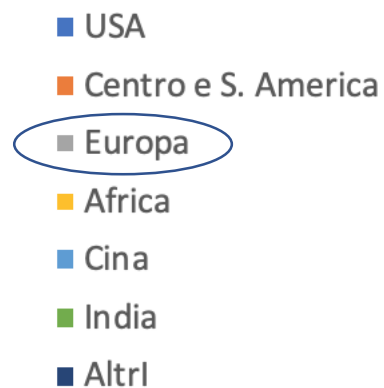 USA
Centro e S. America
Europa
Africa
Cina
India
AltrI